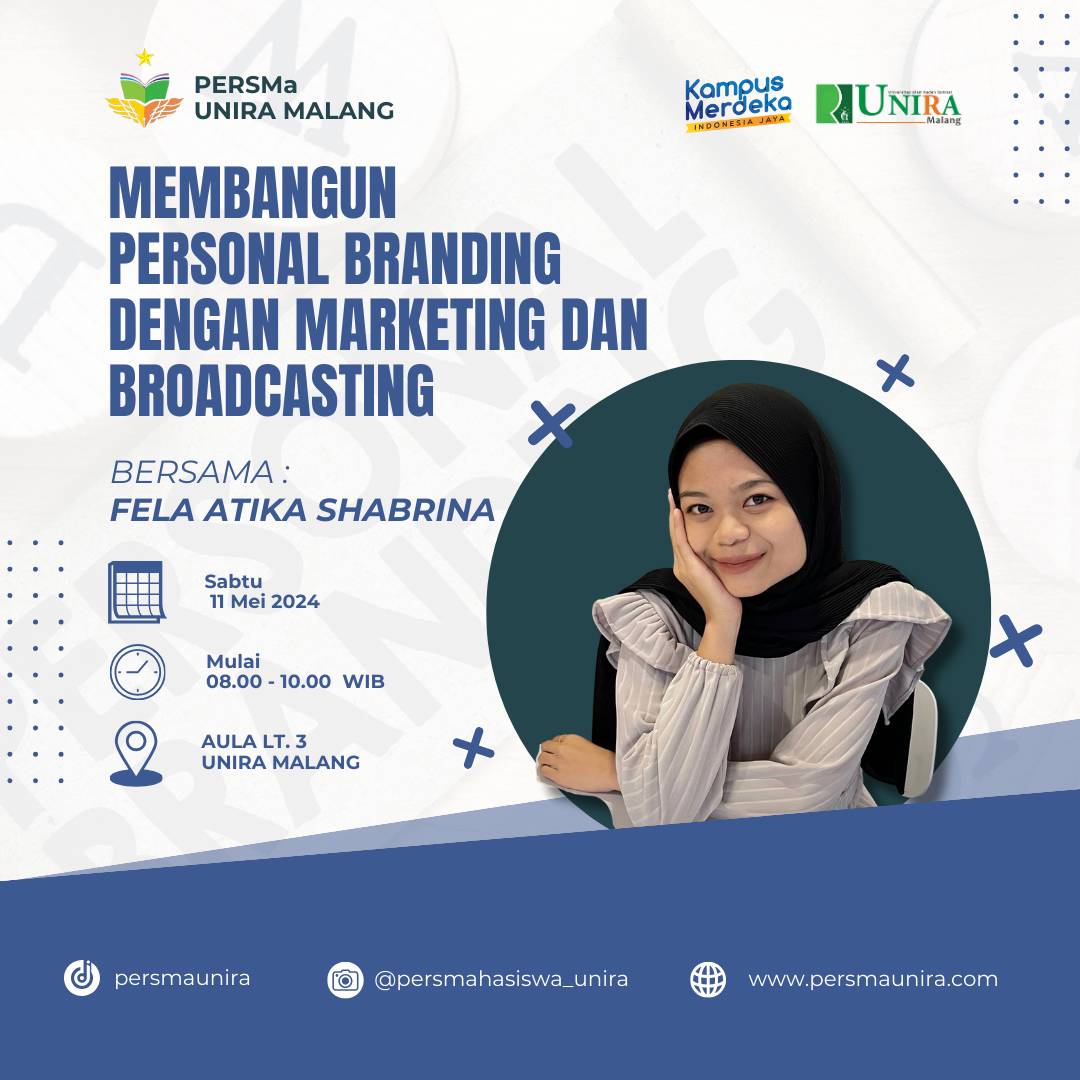 PERSMa
UNIRA MALANG
Kampus
Merdeka
INDONESIA JAYA
UNIRA
Malang
MEMBANGUN
PERSONAL BRANDING
DENGAN MARKETING DAN
BROADCASTING
BERSAMA :
FELA ATIKA SHABRINA
Sabtu
11 Mei 2024
Mulai
08.00 - 10.00 WIB
AULA LT. 3
UNIRA MALANG
persmaunira
@persmahasiswa_unira
www.persmaunira.com
PERSONAL
BRANDING